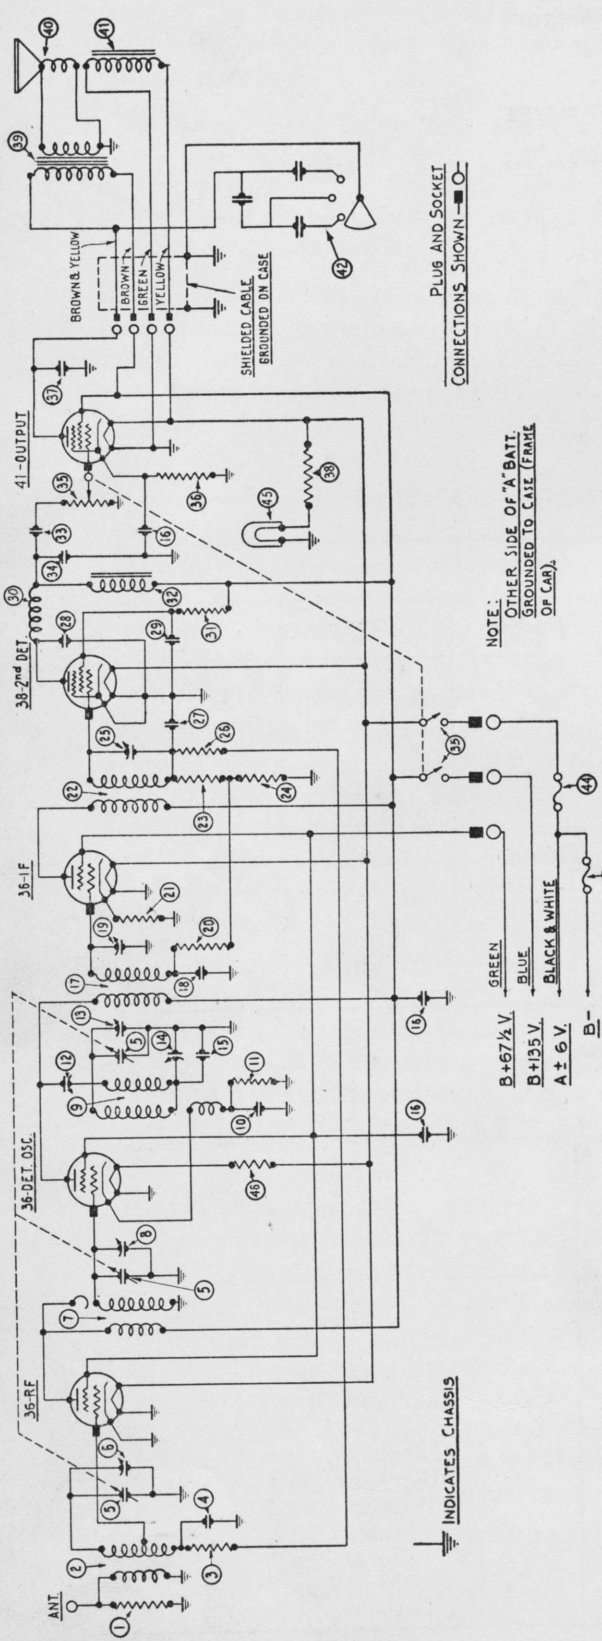 ANT.
1
2
3
4
5
6
36-RF
7
5
8
36-DET. OSC.
46
9
10
11
12
13
5
14
15
16
16
17
18
19
20
21
36-IF
22
23
24
25
26
27
38-2nd DET.
28
29
30
31
32
33
34
35
16
36
41-OUTPUT
37
38
45
BROWN & YELLOW
BROWN
GREEN
YELLOW
SHIELDED CABLE
GROUNDED ON CASE
39
40
41
42
PLUG AND SOCKET
CONNECTIONS SHOWN
NOTE:
OTHER SIDE OF "A" BATT.
GROUNDED TO CASE (FRAME
OF CAR).
35
44
GREEN
BLUE
BLACK & WHITE
B+67½ V.
B+135 V.
A ± 6 V.
B-
INDICATES CHASSIS